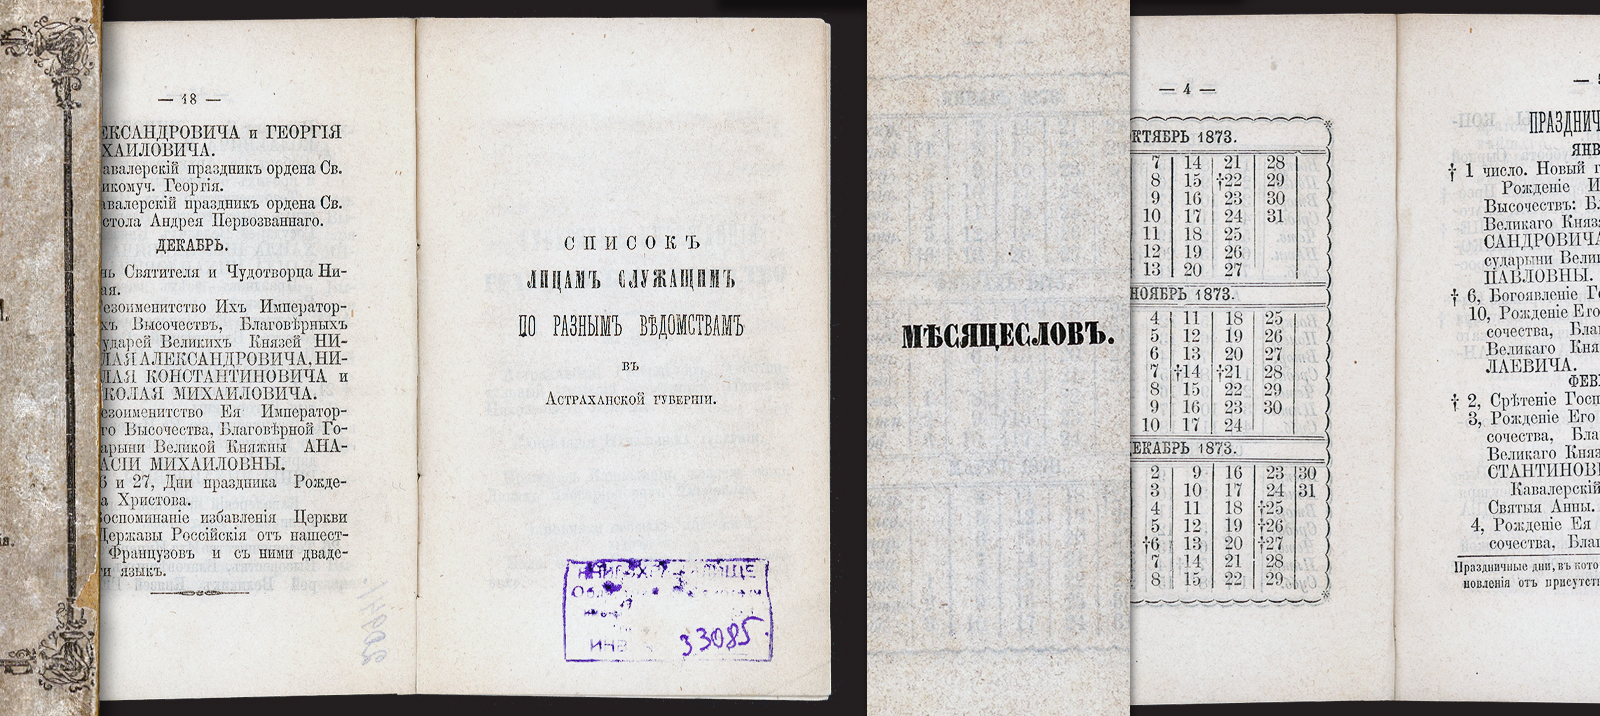 — 18 —
ЕКСАНДРОВИЧА и ГЕОРГІЯ
ХАИЛОВИЧА.
авалерскій праздникъ ордена Св.
икомуч. Георгія.
авалерскій праздникъ ордена Св.
стола Андрея Первозваннаго.
ДЕКАБРЬ.
нь Святителя и Чудотворца Ни-
ая.
езоименитство Ихъ Император-
хъ Высочествъ, Благовѣрныхъ
ударей Великихъ Князей НИ-
ЛАЯ АЛЕКСАНДРОВИЧА, НИ-
ЛАЯ КОНСТАНТИНОВИЧА и
КОЛАЯ МИХАИЛОВИЧА.
езоименитство Ея Император-
го Высочества, Благовѣрной Го-
арыни Великой Княжны АНА-
АСІИ МИХАИЛОВНЫ.
6 и 27, Дни праздника Рожде-
а Христова.
Воспоминаніе избавленія Церкви
Державы Россійскія отъ нашест-
Французовъ и съ ними дваде-
и языкъ.
СПИСОКЪ
ЛИЦАМЪ СЛУЖАЩИМЪ
ПО РАЗНЫМЪ ВѢДОМСТВАМЪ
ВЪ
АСТРАХАНСКОЙ ГУБЕРНІИ.
КНИГОХРАНИЛИЩЕ
ИНВ 33085
МѢСЯЦЕСЛОВЪ.
— 4 —
КТЯБРЬ 1873.
7 14 21 28
8 15 †22 29
9 16 23 30
10 17 24 31
11 18 25
12 19 26
13 20 27
НОЯБРЬ 1873.
4 11 18 25
5 12 19 26
6 13 20 27
7 †14 †21 28
8 15 22 29
9 16 23 30
10 17 24
ЕКАБРЬ 1873.
2 9 16 23 30
3 10 17 24 31
4 11 18 †25
5 12 19 †26
†6 13 20 †27
7 14 21 28
8 15 22 29
— 5
ПРАЗДНИЧ
ЯНВ
† 1 число. Новый г
Рожденіе И
Высочествъ: Бл
Великаго Князя
САНДРОВИЧА
сударыни Вели
ПАВЛОВНЫ.
† 6, Богоявленіе Го
10, Рожденіе Его
сочества, Благ
Великаго Кня
ЛАЕВИЧА.
ФЕВ
† 2, Срѣтеніе Госп
3, Рожденіе Его
сочества, Бла
Великаго Княз
СТАНТИНОВ
Кавалерскій
Святыя Анны.
4, Рожденіе Ея
сочества, Благ
Праздничные дни, въ кото
новленія отъ присутств